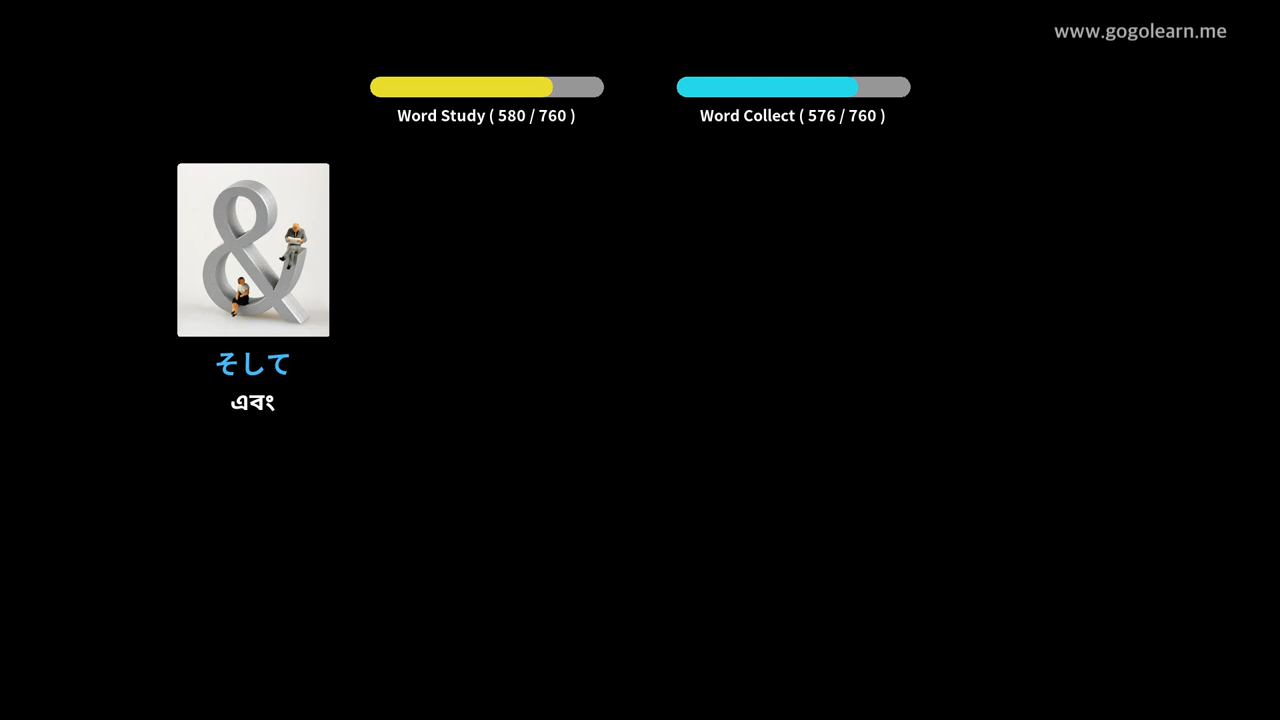 www.gogolearn.me
Word Study ( 580 / 760 )
Word Collect ( 576 / 760 )
&
そして
এবং